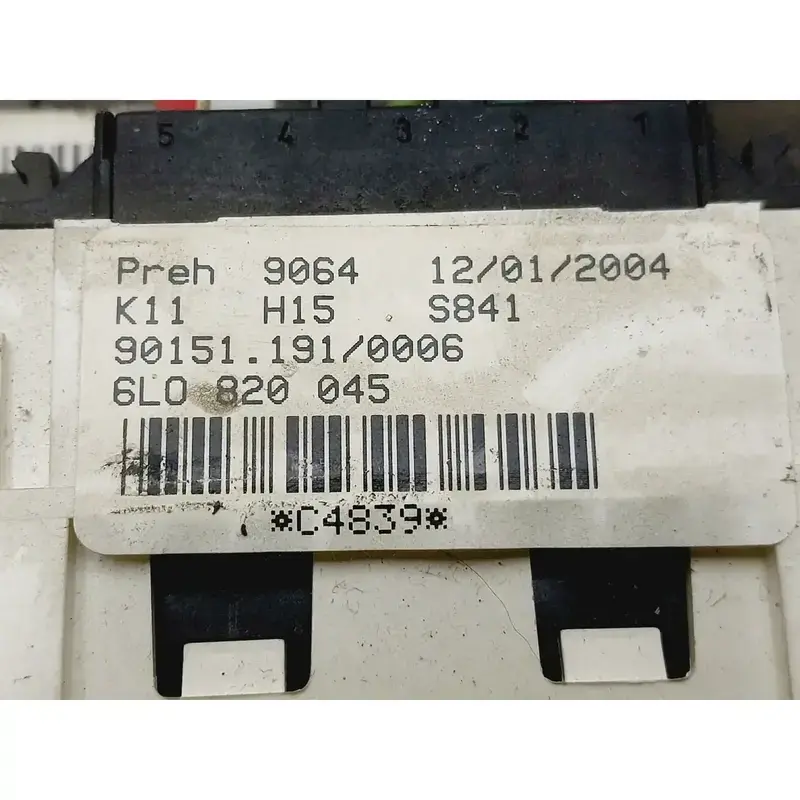 5 4 3 2 1
Preh 9064 12/01/2004
K11 H15 S841
90151.191/0006
6L0 820 045
*C4839*